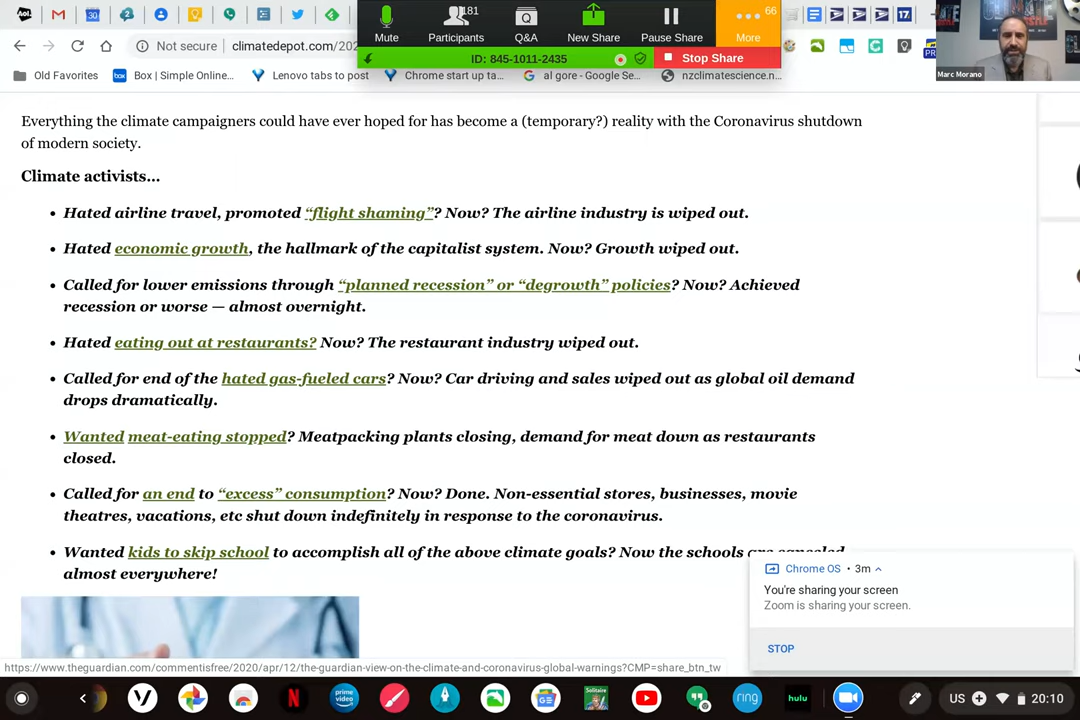 181
66
Mute
Participants
Q&A
New Share
Pause Share
More
ID: 845-1011-2435
Stop Share
Marc Morano
Not secure
climatedepot.com/202
Old Favorites
Box | Simple Online...
Lenovo tabs to post
Chrome start up ta...
al gore - Google Se...
nzclimatescience.n...
Everything the climate campaigners could have ever hoped for has become a (temporary?) reality with the Coronavirus shutdown
of modern society.
Climate activists...
• Hated airline travel, promoted “flight shaming”? Now? The airline industry is wiped out.
• Hated economic growth, the hallmark of the capitalist system. Now? Growth wiped out.
• Called for lower emissions through “planned recession” or “degrowth” policies? Now? Achieved
recession or worse — almost overnight.
• Hated eating out at restaurants? Now? The restaurant industry wiped out.
• Called for end of the hated gas-fueled cars? Now? Car driving and sales wiped out as global oil demand
drops dramatically.
• Wanted meat-eating stopped? Meatpacking plants closing, demand for meat down as restaurants
closed.
• Called for an end to “excess” consumption? Now? Done. Non-essential stores, businesses, movie
theatres, vacations, etc shut down indefinitely in response to the coronavirus.
• Wanted kids to skip school to accomplish all of the above climate goals? Now the schools are canceled
almost everywhere!
Chrome OS • 3m
You're sharing your screen
Zoom is sharing your screen.
STOP
https://www.theguardian.com/commentisfree/2020/apr/12/the-guardian-view-on-the-climate-and-coronavirus-global-warnings?CMP=share_btn_tw
prime video
ring
hulu
US
20:10